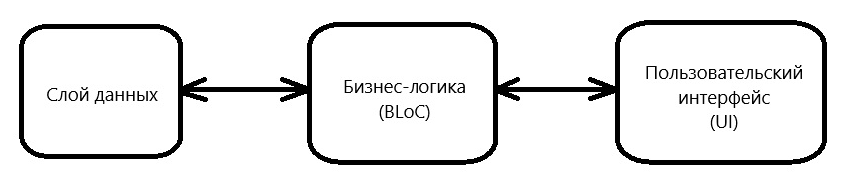 Слой данных
Бизнес-логика
(BLoC)
Пользовательский
интерфейс
(UI)